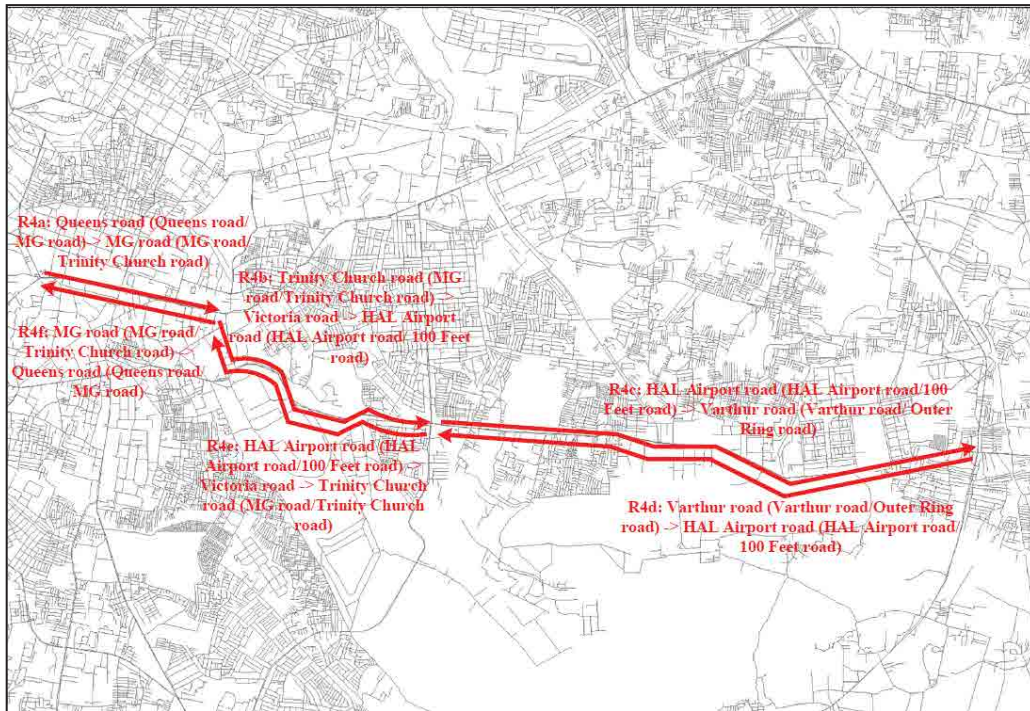 R4a: Queens road (Queens road/
MG road) -> MG road (MG road/
Trinity Church road)
R4b: Trinity Church road (MG
road/Trinity Church road) ->
Victoria road -> HAL Airport
road (HAL Airport road/ 100 Feet
road)
R4f: MG road (MG road/
Trinity Church road) ->
Queens road (Queens road/
MG road)
R4c: HAL Airport road (HAL Airport road/100
Feet road) -> Varthur road (Varthur road/ Outer
Ring road)
R4e: HAL Airport road (HAL
Airport road/100 Feet road) ->
Victoria road -> Trinity Church
road (MG road/Trinity Church
road)
R4d: Varthur road (Varthur road/Outer Ring
road) -> HAL Airport road (HAL Airport road/
100 Feet road)